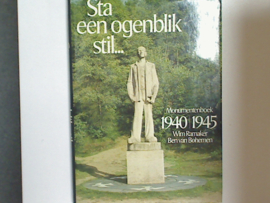 Sta
een ogenblik
stil...
Monumentenboek
1940/1945
Wim Ramaker
Ben van Bohemen